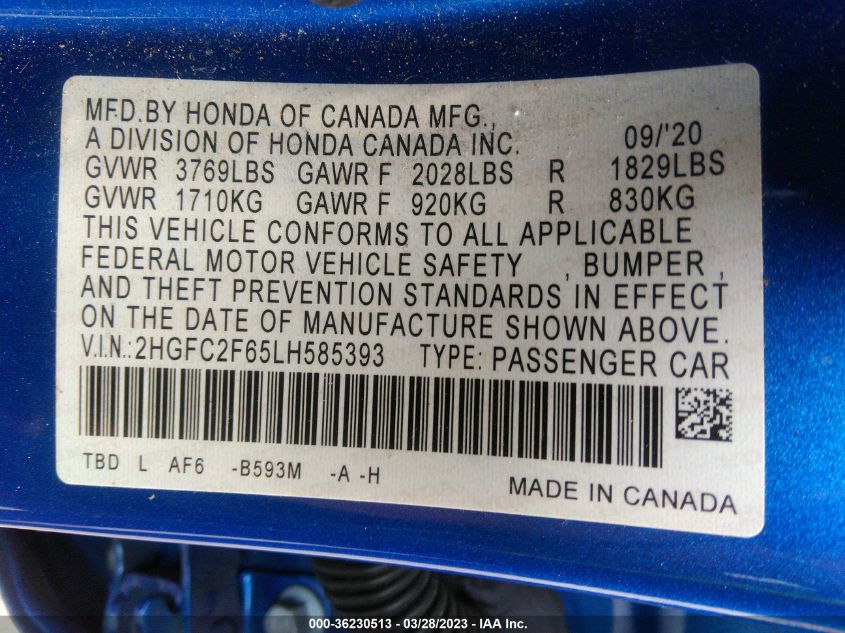 MFD.BY HONDA OF CANADA MFG.,
A DIVISION OF HONDA CANADA INC. 09/'20
GVWR 3769LBS GAWR F 2028LBS R 1829LBS
GVWR 1710KG GAWR F 920KG R 830KG
THIS VEHICLE CONFORMS TO ALL APPLICABLE
FEDERAL MOTOR VEHICLE SAFETY , BUMPER ,
AND THEFT PREVENTION STANDARDS IN EFFECT
ON THE DATE OF MANUFACTURE SHOWN ABOVE.
V.I.N.:2HGFC2F65LH585393 TYPE: PASSENGER CAR
TBD L AF6 -B593M -A -H
MADE IN CANADA
000-36230513 - 03/28/2023 - IAA Inc.